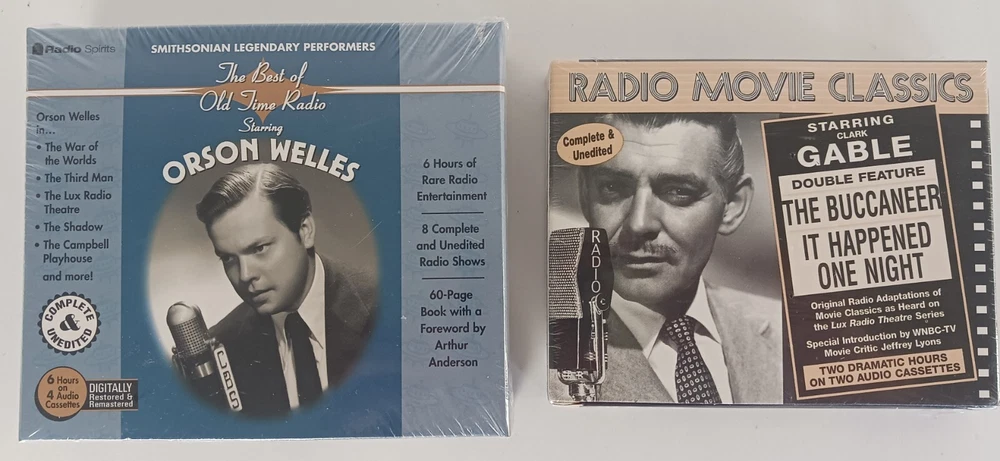 Radio Spirits
SMITHSONIAN LEGENDARY PERFORMERS
The Best of
Old Time Radio
Starring
ORSON WELLES
Orson Welles
in...
• The War of
the Worlds
• The Third Man
• The Lux Radio
Theatre
• The Shadow
• The Campbell
Playhouse
and more!
COMPLETE
&
UNEDITED
6 Hours
on
4 Audio
Cassettes
DIGITALLY
Restored &
Remastered
CBS
6 Hours of
Rare Radio
Entertainment
8 Complete
and Unedited
Radio Shows
60-Page
Book with a
Foreword by
Arthur
Anderson
RADIO MOVIE CLASSICS
Complete &
Unedited
RADIO
STARRING
CLARK
GABLE
DOUBLE FEATURE
THE BUCCANEER
IT HAPPENED
ONE NIGHT
Original Radio Adaptations of
Movie Classics as Heard on
the Lux Radio Theatre Series
Special Introduction by WNBC-TV
Movie Critic Jeffrey Lyons
TWO DRAMATIC HOURS
ON TWO AUDIO CASSETTES